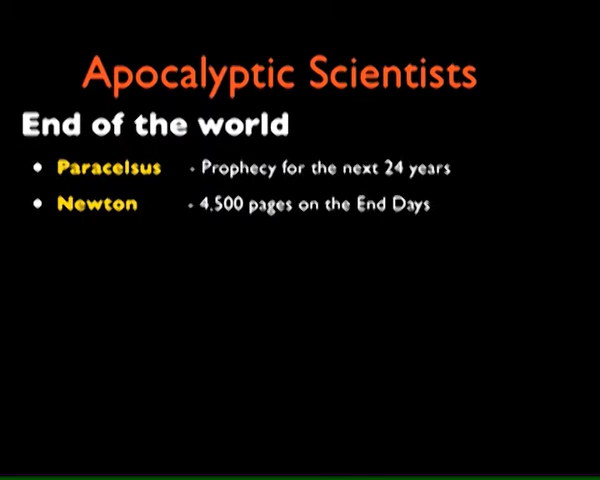 Apocalyptic Scientists
End of the world
• Paracelsus - Prophecy for the next 24 years
• Newton - 4.500 pages on the End Days